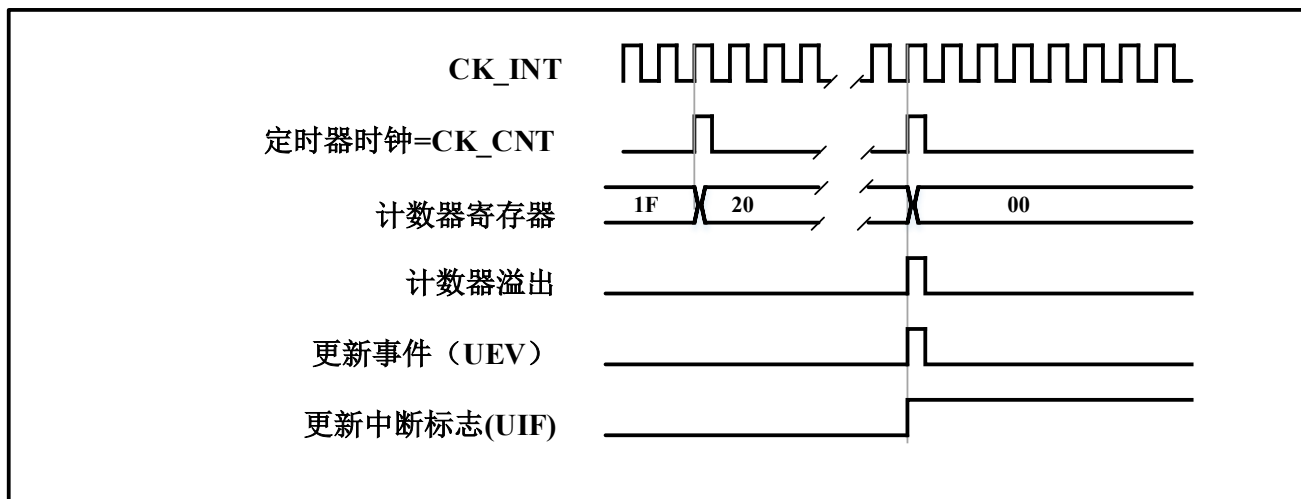 CK_INT
定时器时钟=CK_CNT
计数器寄存器 1F 20 00
计数器溢出
更新事件（UEV）
更新中断标志(UIF)